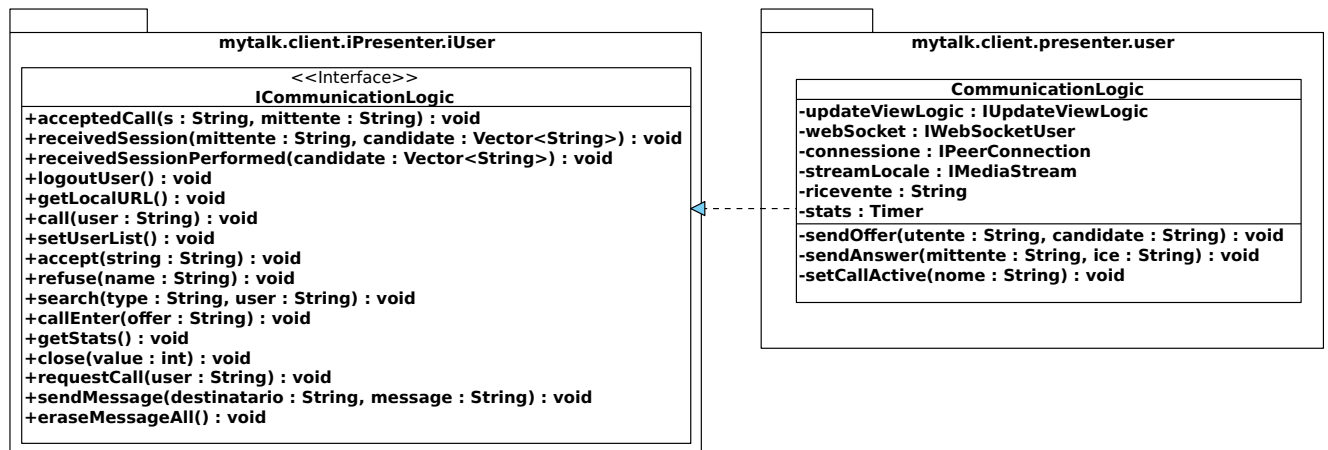 mytalk.client.iPresenter.iUser
<<Interface>>
ICommunicationLogic
+acceptedCall(s : String, mittente : String) : void
+receivedSession(mittente : String, candidate : Vector<String>) : void
+receivedSessionPerformed(candidate : Vector<String>) : void
+logoutUser() : void
+getLocalURL() : void
+call(user : String) : void
+setUserList() : void
+accept(string : String) : void
+refuse(name : String) : void
+search(type : String, user : String) : void
+callEnter(offer : String) : void
+getStats() : void
+close(value : int) : void
+requestCall(user : String) : void
+sendMessage(destinatario : String, message : String) : void
+eraseMessageAll() : void
mytalk.client.presenter.user
CommunicationLogic
-updateViewLogic : IUpdateViewLogic
-webSocket : IWebSocketUser
-connessione : IPeerConnection
-streamLocale : IMediaStream
-ricevente : String
-stats : Timer
-sendOffer(utente : String, candidate : String) : void
-sendAnswer(mittente : String, ice : String) : void
-setCallActive(nome : String) : void